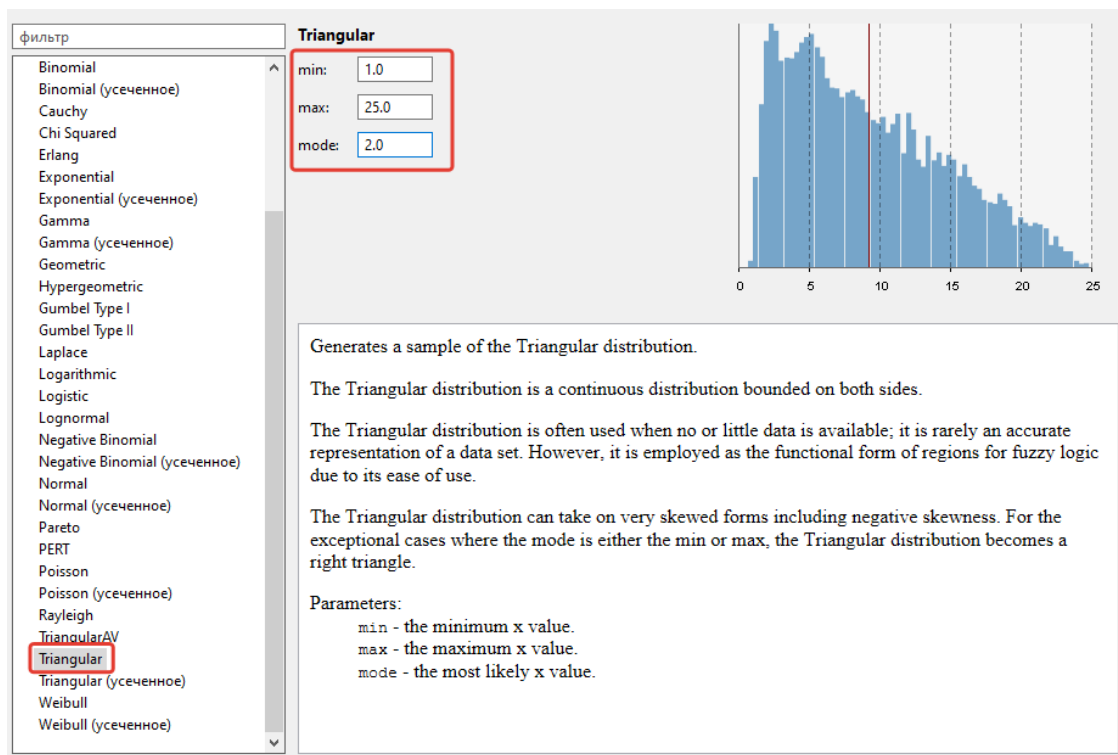 фильтр
Binomial
Binomial (усеченное)
Cauchy
Chi Squared
Erlang
Exponential
Exponential (усеченное)
Gamma
Gamma (усеченное)
Geometric
Hypergeometric
Gumbel Type I
Gumbel Type II
Laplace
Logarithmic
Logistic
Lognormal
Negative Binomial
Negative Binomial (усеченное)
Normal
Normal (усеченное)
Pareto
PERT
Poisson
Poisson (усеченное)
Rayleigh
TriangularAV
Triangular
Triangular (усеченное)
Weibull
Weibull (усеченное)
Triangular
min: 1.0
max: 25.0
mode: 2.0
0 5 10 15 20 25
Generates a sample of the Triangular distribution.
The Triangular distribution is a continuous distribution bounded on both sides.
The Triangular distribution is often used when no or little data is available; it is rarely an accurate
representation of a data set. However, it is employed as the functional form of regions for fuzzy logic
due to its ease of use.
The Triangular distribution can take on very skewed forms including negative skewness. For the
exceptional cases where the mode is either the min or max, the Triangular distribution becomes a
right triangle.
Parameters:
min - the minimum x value.
max - the maximum x value.
mode - the most likely x value.